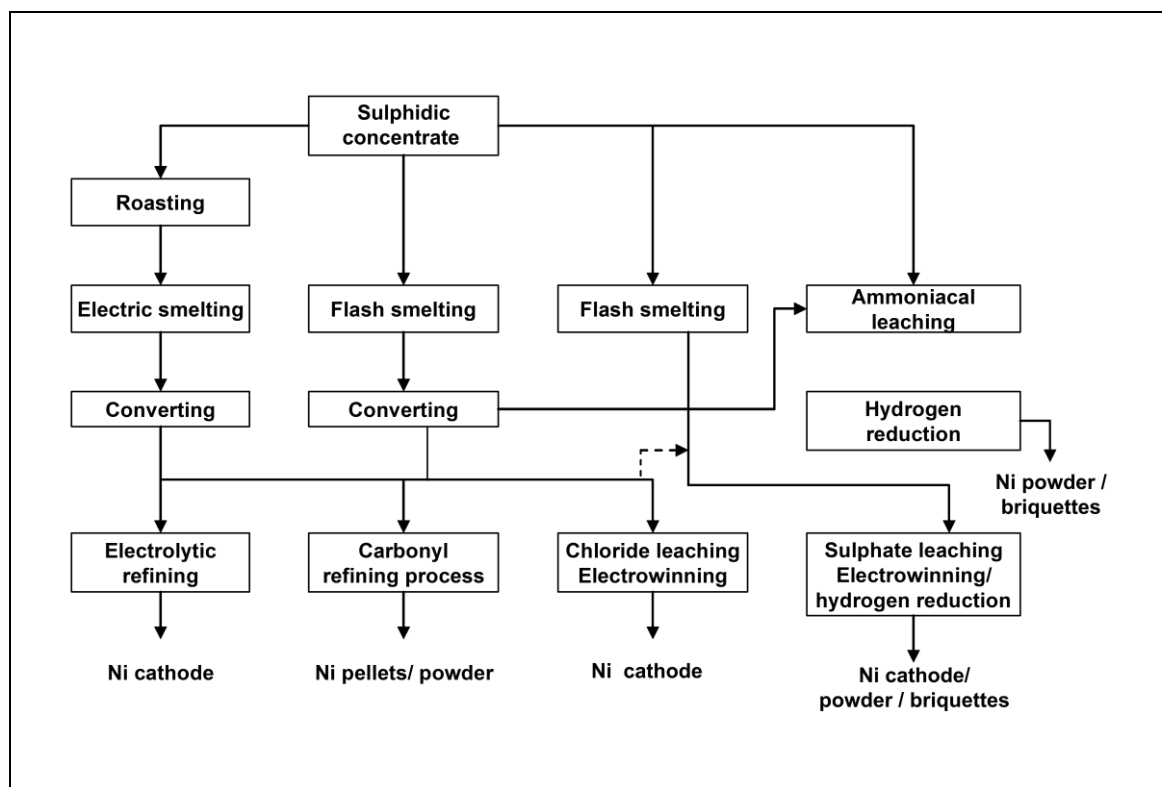 Sulphidic
concentrate
Roasting
Electric smelting
Flash smelting
Flash smelting
Ammoniacal
leaching
Converting
Converting
Hydrogen
reduction
Ni powder /
briquettes
Electrolytic
refining
Carbonyl
refining process
Chloride leaching
Electrowinning
Sulphate leaching
Electrowinning/
hydrogen reduction
Ni cathode
Ni pellets/ powder
Ni cathode
Ni cathode/
powder / briquettes